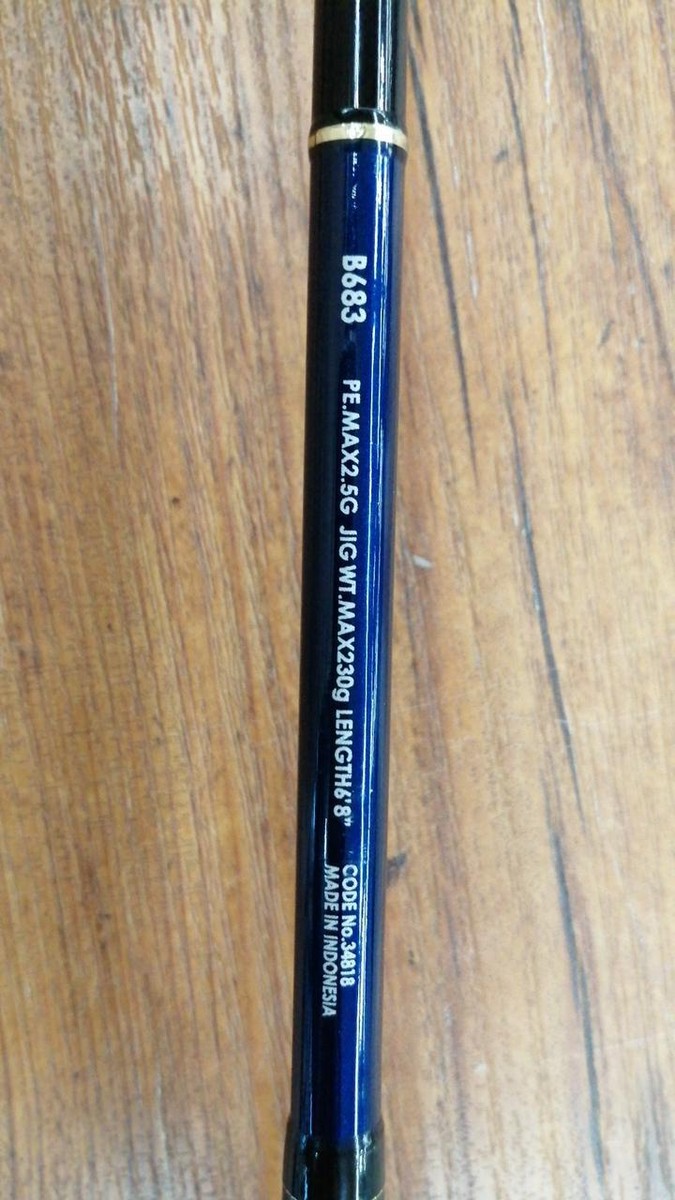 B683 PE.MAX2.5G JIG WT.MAX230g LENGTH6'8"
CODE No.34818
MADE IN INDONESIA